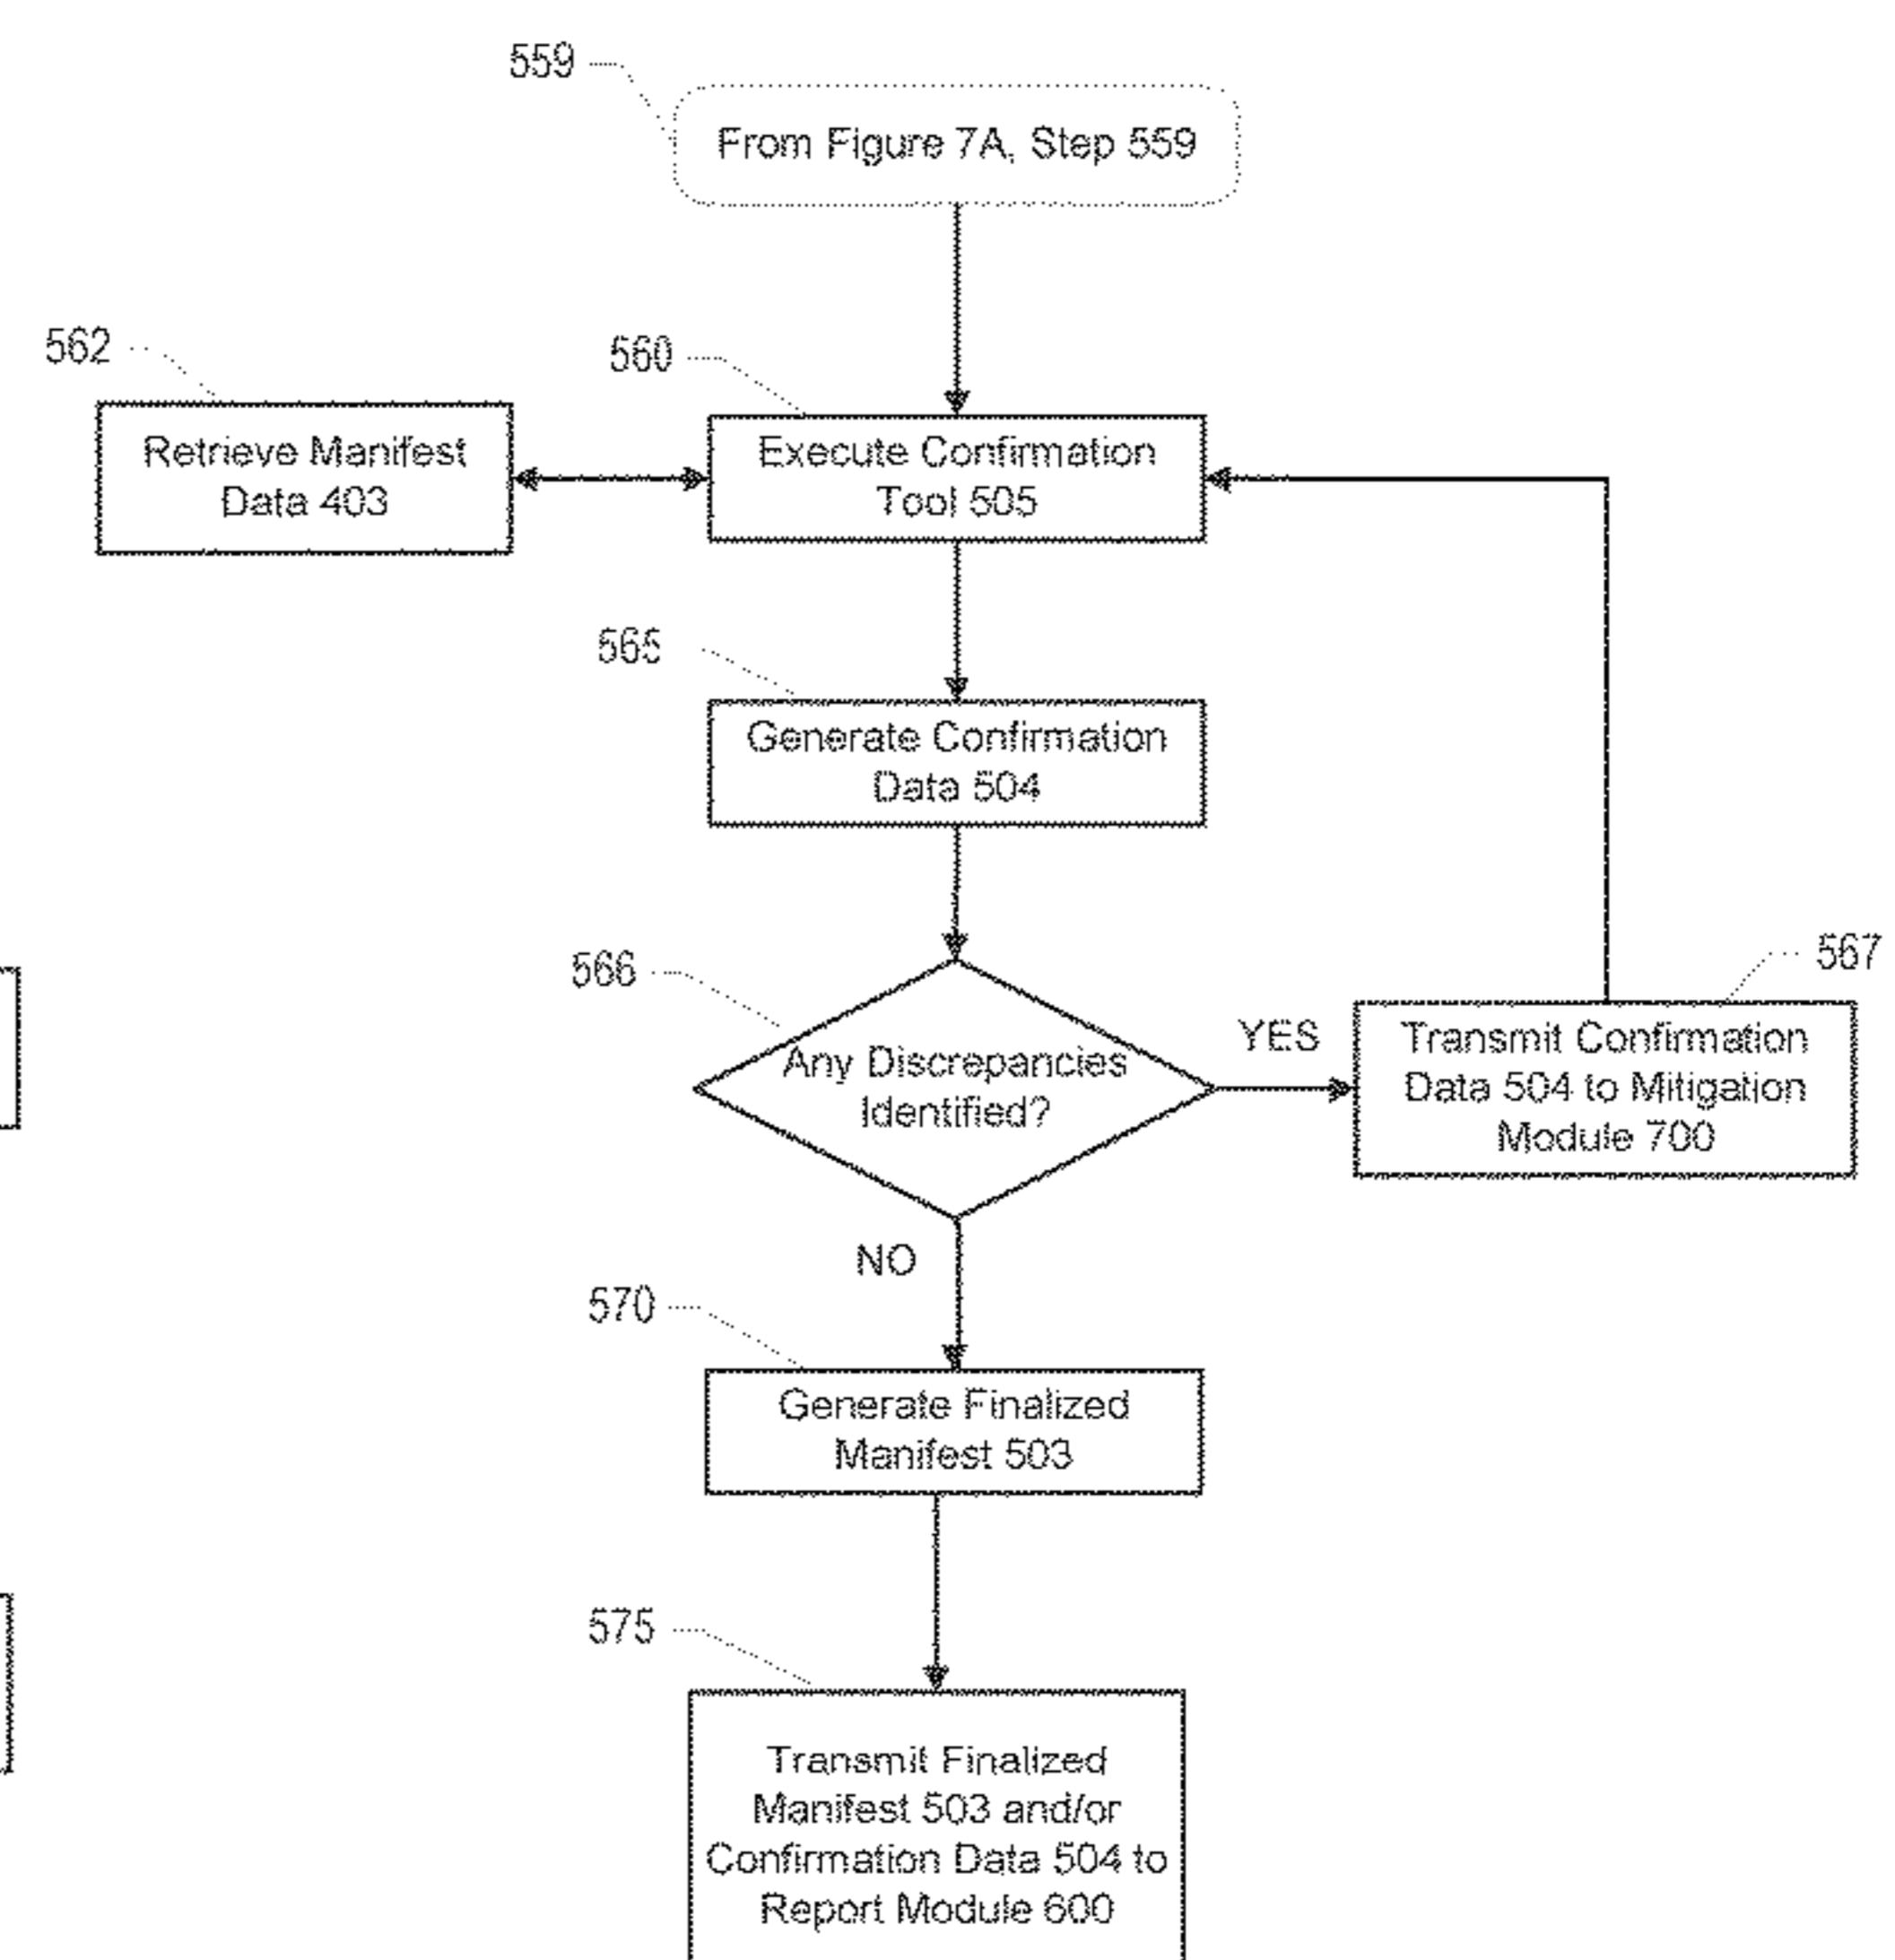 559
From Figure 7A, Step 559
562
560
Retrieve Manifest
Data 403
Execute Confirmation
Tool 505
565
Generate Confirmation
Data 504
566
Any Discrepancies
Identified?
YES
567
Transmit Confirmation
Data 504 to Mitigation
Module 700
NO
570
Generate Finalized
Manifest 503
575
Transmit Finalized
Manifest 503 and/or
Confirmation Data 504 to
Report Module 600